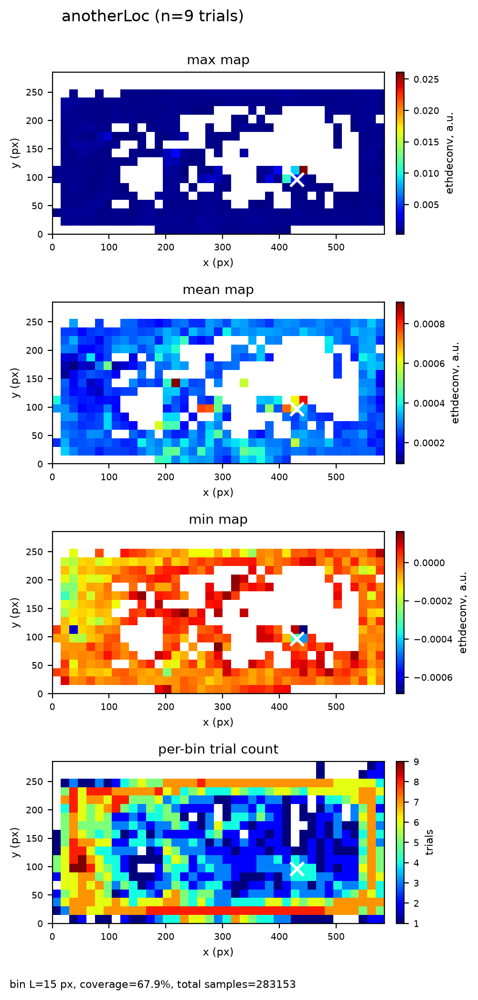 anotherLoc (n=9 trials)
max map
250
200
150
100
50
0
y (px)
0 100 200 300 400 500
x (px)
0.025
0.020
0.015
0.010
0.005
ethdeconv, a.u.
mean map
250
200
150
100
50
0
y (px)
0 100 200 300 400 500
x (px)
0.0008
0.0006
0.0004
0.0002
ethdeconv, a.u.
min map
250
200
150
100
50
0
y (px)
0 100 200 300 400 500
x (px)
0.0000
−0.0002
−0.0004
−0.0006
ethdeconv, a.u.
per-bin trial count
250
200
150
100
50
0
y (px)
0 100 200 300 400 500
x (px)
9
8
7
6
5
4
3
2
1
trials
bin L=15 px, coverage=67.9%, total samples=283153